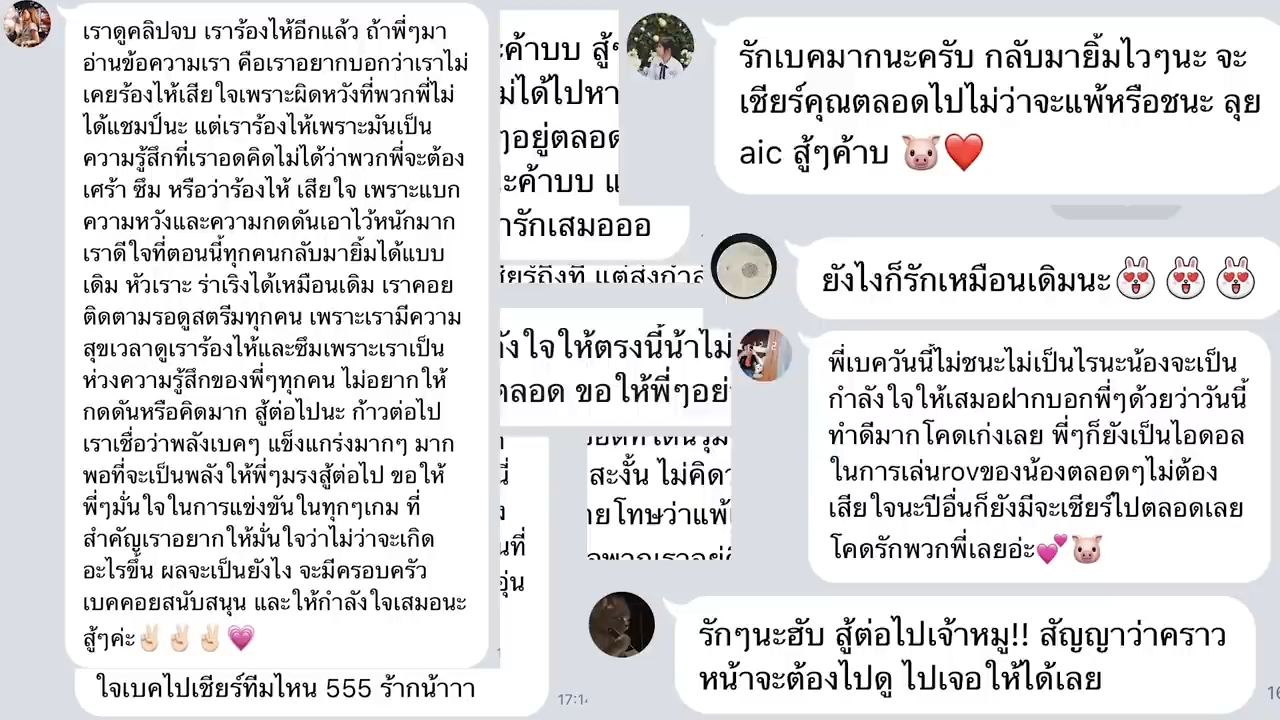 เราดูคลิปจบ เราร้องไห้อีกแล้ว ถ้าพี่ๆมา
อ่านข้อความเรา คือเราอยากบอกว่าเราไม่
เคยร้องไห้เสียใจเพราะผิดหวังที่พวกพี่ไม่
ได้แชมป์นะ แต่เราร้องไห้เพราะมันเป็น
ความรู้สึกที่เราอดคิดไม่ได้ว่าพวกพี่จะต้อง
เศร้า ซึม หรือว่าร้องไห้ เสียใจ เพราะแบก
ความหวังและความกดดันเอาไว้หนักมาก
เราดีใจที่ตอนนี้ทุกคนกลับมายิ้มได้แบบ
เดิม หัวเราะ ร่าเริงได้เหมือนเดิม เราคอย
ติดตามรอดูสตรีมทุกคน เพราะเรามีความ
สุขเวลาดูเราร้องไห้และซึมเพราะเราเป็น
ห่วงความรู้สึกของพี่ๆทุกคน ไม่อยากให้
กดดันหรือคิดมาก สู้ต่อไปนะ ก้าวต่อไป
เราเชื่อว่าพลังเบคๆ แข็งแกร่งมากๆ มาก
พอที่จะเป็นพลังให้พี่ๆมรงสู้ต่อไป ขอให้
พี่ๆมั่นใจในการแข่งขันในทุกๆเกม ที่
สำคัญเราอยากให้มั่นใจว่าไม่ว่าจะเกิด
อะไรขึ้น ผลจะเป็นยังไง จะมีครอบครัว
เบคคอยสนับสนุน และให้กำลังใจเสมอนะ
สู้ๆค่ะ✌🏻✌🏻✌🏻💗
ใจเบคไปเชียร์ทีมไหน 555 ร้ากน้าาา
ะค้าบบ สู้ๆ
ม่ได้ไปหา
ๆอยู่ตลอด
ะค้าบบ แ
ารักเสมอออ
ังใจให้ตรงนี้น้าไม่
ตลอด ขอให้พี่ๆอย่
สะงั้น ไม่คิดว
ายโทษว่าแพ้
นที่
อุ่น
17:14
รักเบคมากนะครับ กลับมายิ้มไวๆนะ จะ
เชียร์คุณตลอดไปไม่ว่าจะแพ้หรือชนะ ลุย
aic สู้ๆค้าบ 🐷❤️
ยังไงก็รักเหมือนเดิมนะ
พี่เบควันนี้ไม่ชนะไม่เป็นไรนะน้องจะเป็น
กำลังใจให้เสมอฝากบอกพี่ๆด้วยว่าวันนี้
ทำดีมากโคดเก่งเลย พี่ๆก็ยังเป็นไอดอล
ในการเล่นrovของน้องตลอดๆไม่ต้อง
เสียใจนะปีอื่นก็ยังมีจะเชียร์ไปตลอดเลย
โคดรักพวกพี่เลยอ่ะ💕🐷
รักๆนะฮับ สู้ต่อไปเจ้าหมู!! สัญญาว่าคราว
หน้าจะต้องไปดู ไปเจอให้ได้เลย